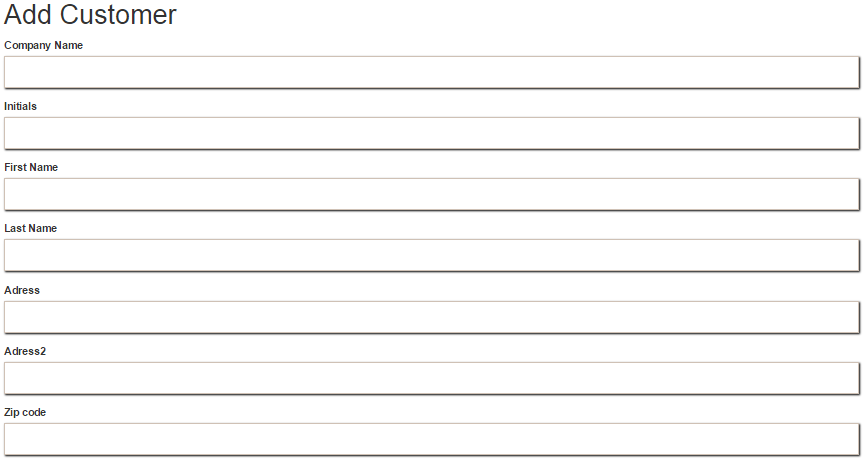 Add Customer
Company Name
Initials
First Name
Last Name
Adress
Adress2
Zip code